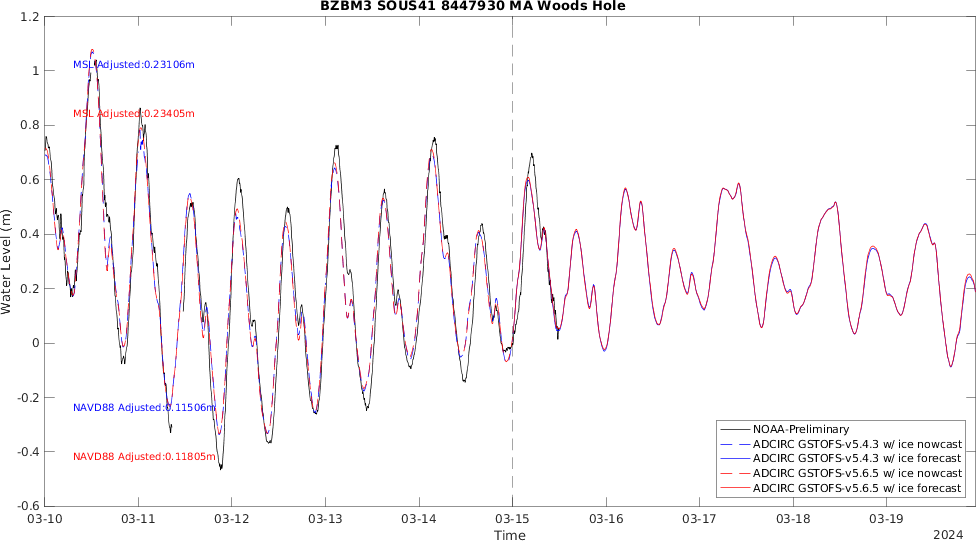 BZBM3 SOUS41 8447930 MA Woods Hole
1.2
1
0.8
0.6
0.4
0.2
0
-0.2
-0.4
-0.6
Water Level (m)
MSL Adjusted:0.23106m
MSL Adjusted:0.23405m
NAVD88 Adjusted:0.11506m
NAVD88 Adjusted:0.11805m
NOAA-Preliminary
ADCIRC GSTOFS-v5.4.3 w/ ice nowcast
ADCIRC GSTOFS-v5.4.3 w/ ice forecast
ADCIRC GSTOFS-v5.6.5 w/ ice nowcast
ADCIRC GSTOFS-v5.6.5 w/ ice forecast
03-10 03-11 03-12 03-13 03-14 03-15 03-16 03-17 03-18 03-19
Time
2024